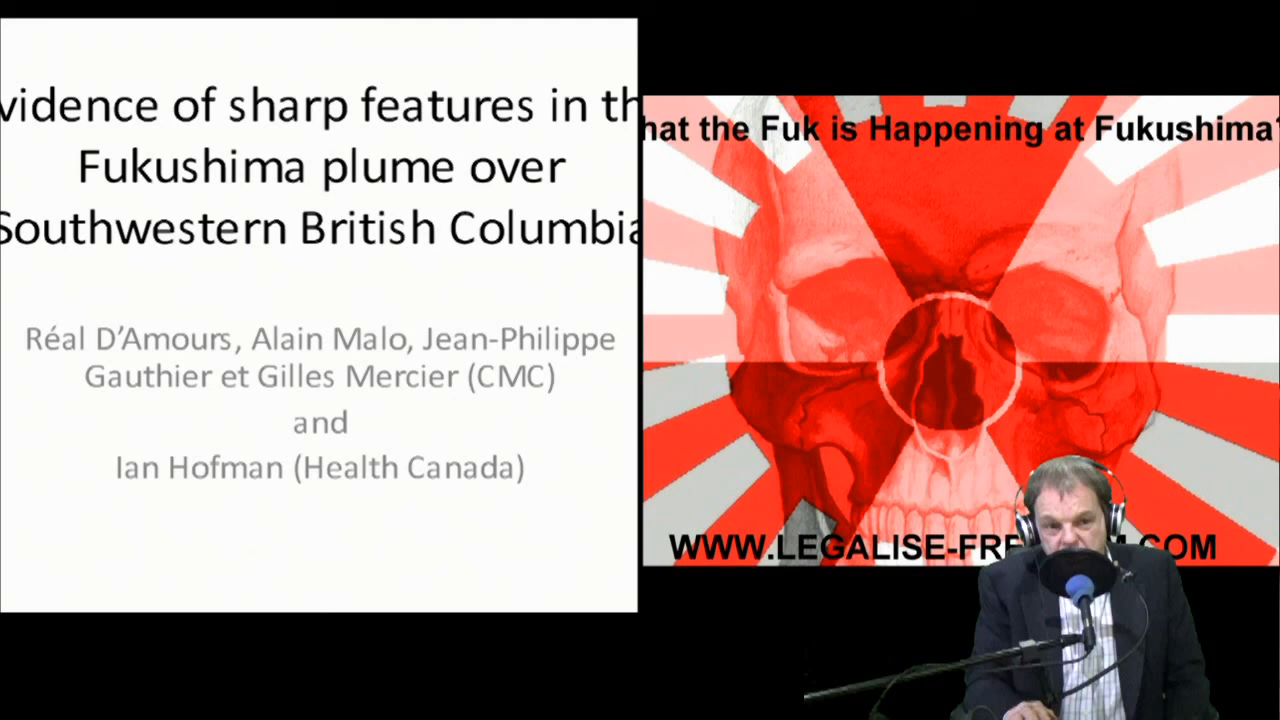 vidence of sharp features in th
Fukushima plume over
Southwestern British Columbia
Réal D’Amours, Alain Malo, Jean-Philippe
Gauthier et Gilles Mercier (CMC)
and
Ian Hofman (Health Canada)
hat the Fuk is Happening at Fukushima?
WWW.LEGALISE-FRE M.COM